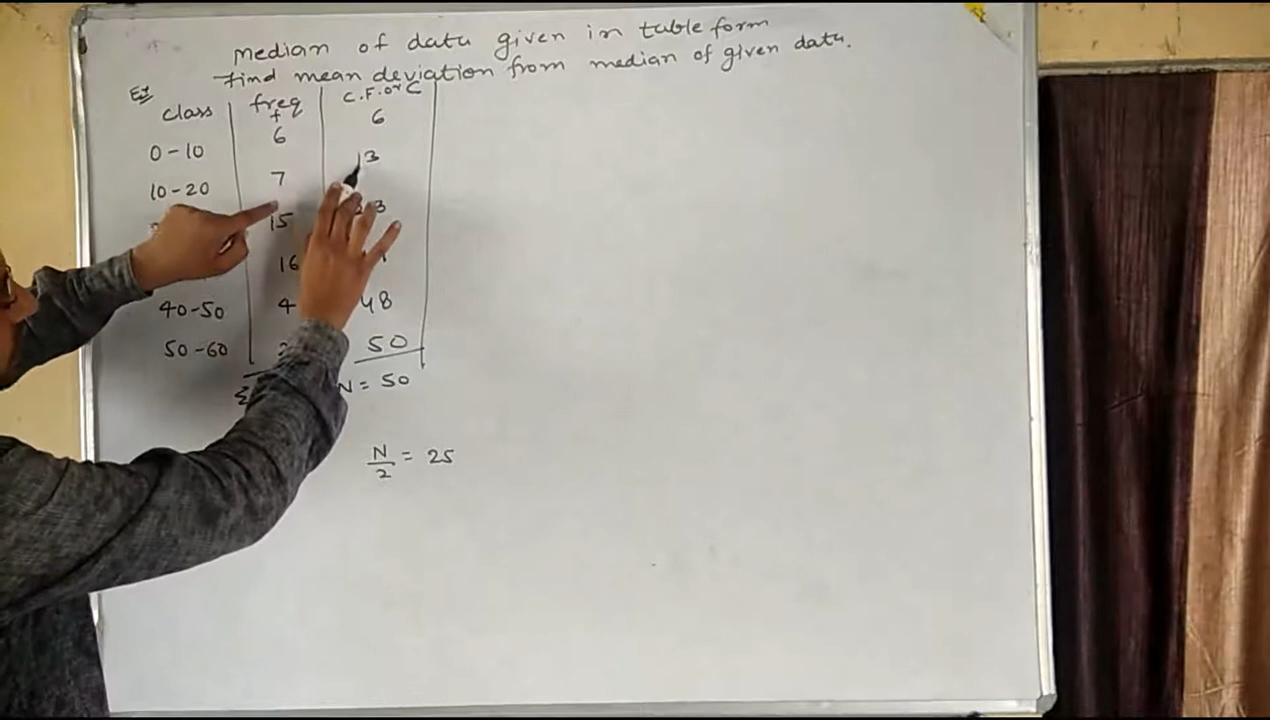 median of data given in table form
Find mean deviation from median of given data.
Ex
class freq C.F. or C
f
0-10 6 6
10-20 7 13
15 3
16
40-50 4 48
50-60 50
N = 50
N/2 = 25